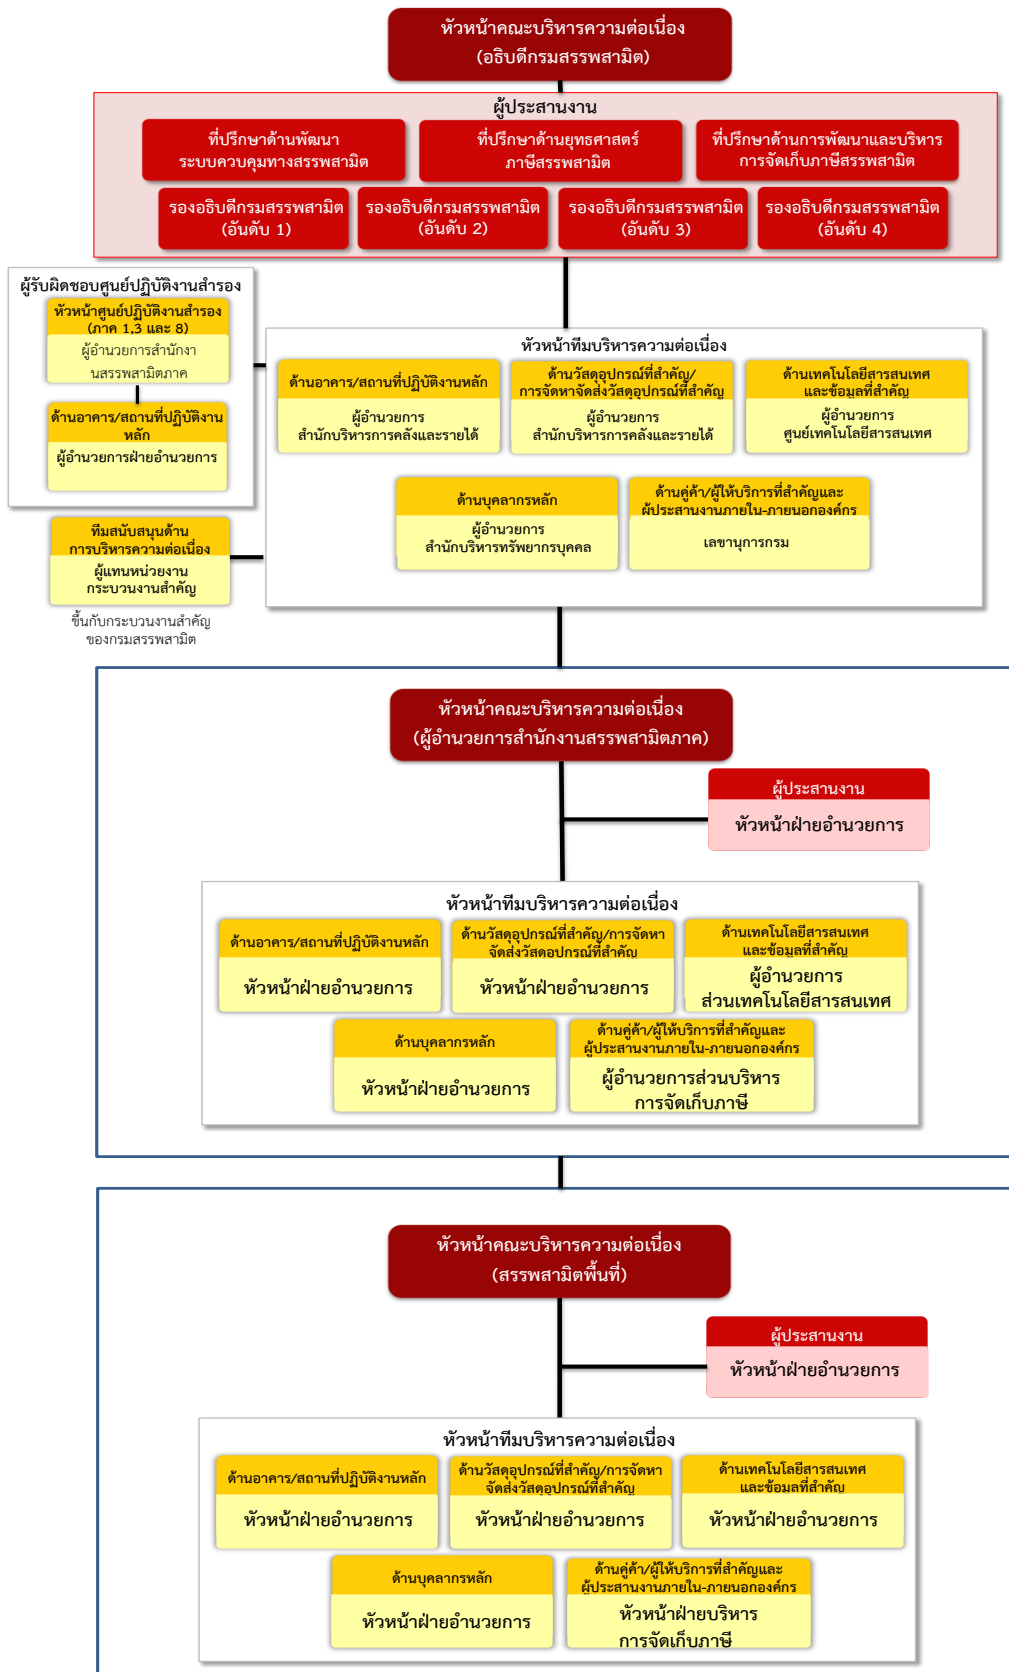 หัวหน้าคณะบริหารความต่อเนื่อง
(อธิบดีกรมสรรพสามิต)
ผู้ประสานงาน
ที่ปรึกษาด้านพัฒนา
ระบบควบคุมทางสรรพสามิต
ที่ปรึกษาด้านยุทธศาสตร์
ภาษีสรรพสามิต
ที่ปรึกษาด้านการพัฒนาและบริหาร
การจัดเก็บภาษีสรรพสามิต
รองอธิบดีกรมสรรพสามิต
(อันดับ 1)
รองอธิบดีกรมสรรพสามิต
(อันดับ 2)
รองอธิบดีกรมสรรพสามิต
(อันดับ 3)
รองอธิบดีกรมสรรพสามิต
(อันดับ 4)
ผู้รับผิดชอบศูนย์ปฏิบัติงานสำรอง
หัวหน้าศูนย์ปฏิบัติงานสำรอง
(ภาค 1,3 และ 8)
ผู้อำนวยการสำนักงา
นสรรพสามิตภาค
ด้านอาคาร/สถานที่ปฏิบัติงาน
หลัก
ผู้อำนวยการฝ่ายอำนวยการ
หัวหน้าทีมบริหารความต่อเนื่อง
ด้านอาคาร/สถานที่ปฏิบัติงานหลัก
ผู้อำนวยการ
สำนักบริหารการคลังและรายได้
ด้านวัสดุอุปกรณ์ที่สำคัญ/
การจัดหาจัดส่งวัสดุอุปกรณ์ที่สำคัญ
ผู้อำนวยการ
สำนักบริหารการคลังและรายได้
ด้านเทคโนโลยีสารสนเทศ
และข้อมูลที่สำคัญ
ผู้อำนวยการ
ศูนย์เทคโนโลยีสารสนเทศ
ด้านบุคลากรหลัก
ผู้อำนวยการ
สำนักบริหารทรัพยากรบุคคล
ด้านคู่ค้า/ผู้ให้บริการที่สำคัญและ
ผู้ประสานงานภายใน-ภายนอกองค์กร
เลขานุการกรม
ทีมสนับสนุนด้าน
การบริหารความต่อเนื่อง
ผู้แทนหน่วยงาน
กระบวนงานสำคัญ
ขึ้นกับกระบวนงานสำคัญ
ของกรมสรรพสามิต
หัวหน้าคณะบริหารความต่อเนื่อง
(ผู้อำนวยการสำนักงานสรรพสามิตภาค)
ผู้ประสานงาน
หัวหน้าฝ่ายอำนวยการ
หัวหน้าทีมบริหารความต่อเนื่อง
ด้านอาคาร/สถานที่ปฏิบัติงานหลัก
หัวหน้าฝ่ายอำนวยการ
ด้านวัสดุอุปกรณ์ที่สำคัญ/การจัดหา
จัดส่งวัสดุอุปกรณ์ที่สำคัญ
หัวหน้าฝ่ายอำนวยการ
ด้านเทคโนโลยีสารสนเทศ
และข้อมูลที่สำคัญ
ผู้อำนวยการ
ส่วนเทคโนโลยีสารสนเทศ
ด้านบุคลากรหลัก
หัวหน้าฝ่ายอำนวยการ
ด้านคู่ค้า/ผู้ให้บริการที่สำคัญและ
ผู้ประสานงานภายใน-ภายนอกองค์กร
ผู้อำนวยการส่วนบริหาร
การจัดเก็บภาษี
หัวหน้าคณะบริหารความต่อเนื่อง
(สรรพสามิตพื้นที่)
ผู้ประสานงาน
หัวหน้าฝ่ายอำนวยการ
หัวหน้าทีมบริหารความต่อเนื่อง
ด้านอาคาร/สถานที่ปฏิบัติงานหลัก
หัวหน้าฝ่ายอำนวยการ
ด้านวัสดุอุปกรณ์ที่สำคัญ/การจัดหา
จัดส่งวัสดุอุปกรณ์ที่สำคัญ
หัวหน้าฝ่ายอำนวยการ
ด้านเทคโนโลยีสารสนเทศ
และข้อมูลที่สำคัญ
หัวหน้าฝ่ายอำนวยการ
ด้านบุคลากรหลัก
หัวหน้าฝ่ายอำนวยการ
ด้านคู่ค้า/ผู้ให้บริการที่สำคัญและ
ผู้ประสานงานภายใน-ภายนอกองค์กร
หัวหน้าฝ่ายบริหาร
การจัดเก็บภาษี